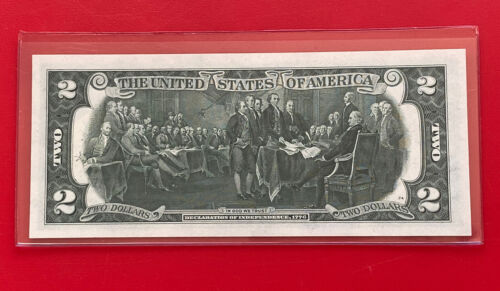 2 THE UNITED STATES OF AMERICA 2
TWO TWO
2 TWO DOLLARS IN GOD WE TRUST TWO DOLLARS 2
DECLARATION OF INDEPENDENCE, 1776